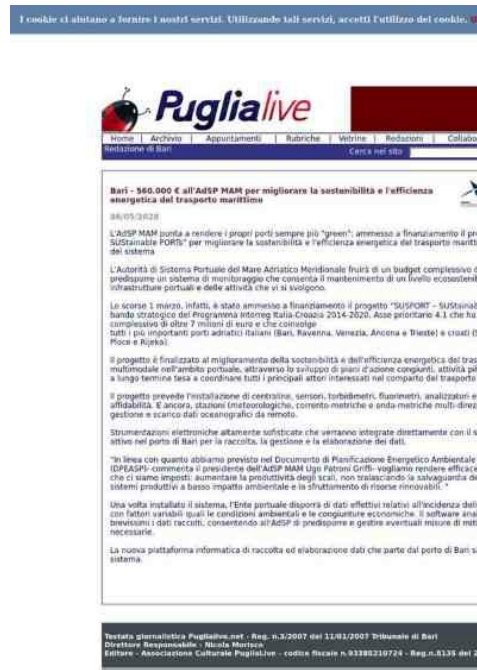 I cookie ci aiutano a fornire i nostri servizi. Utilizzando tali servizi, accetti l'utilizzo dei cookie.
Puglialive
Home | Archivio | Appuntamenti | Rubriche | Vetrine | Redazioni | Collabo
Redazione di Bari
Cerca nel sito
Bari - 560.000 € all'AdSP MAM per migliorare la sostenibilità e l'efficienza
energetica del trasporto marittimo
L'AdSP MAM punta a rendere i propri porti sempre più "green": ammesso a finanziamento il pr
SUStainable PORTs" per migliorare la sostenibilità e l'efficienza energetica del trasporto maritt
del sistema
L'Autorità di Sistema Portuale del Mare Adriatico Meridionale fruirà di un budget complessivo d
predisporre un sistema di monitoraggio che consenta il mantenimento di un livello ecosostenib
infrastrutture portuali e delle attività che vi si svolgono.
Lo scorso 1 marzo, infatti, è stato ammesso a finanziamento il progetto "SUSPORT – SUStainab
bando strategico del Programma Interreg Italia-Croazia 2014-2020. Asse prioritario 4.1 che ha
complessivo di oltre 7 milioni di euro e che coinvolge
tutti i più importanti porti adriatici italiani (Bari, Ravenna, Venezia, Ancona e Trieste) e croati (S
Ploce e Rijeka).
Il progetto è finalizzato al miglioramento della sostenibilità e dell'efficienza energetica del tras
multimodale nell'ambito portuale, attraverso lo sviluppo di piani d'azione congiunti, attività pil
a lungo termine tesa a coordinare tutti i principali attori interessati nel comparto del trasporto
Il progetto prevede l'installazione di centraline, sensori, torbidimetri, fluorimetri, analizzatori e
affidabilità. E ancora, stazioni (meteorologiche, corrento-metriche e onda-metriche multi-direz
gestione e scarico dati oceanografici da remoto.
Strumentazioni elettroniche altamente sofisticate che verranno integrate direttamente con il s
attivo nel porto di Bari per la raccolta, la gestione e la elaborazione dei dati.
"In linea con quanto abbiamo previsto nel Documento di Pianificazione Energetico Ambientale
(DPEASP)- commenta il presidente dell'AdSP MAM Ugo Patroni Griffi- vogliamo rendere efficace
che ci siamo imposti: aumentare la produttività degli scali, non tralasciando la salvaguardia de
sistemi produttivi a basso impatto ambientale e lo sfruttamento di risorse rinnovabili. "
Una volta installato il sistema, l'Ente portuale disporrà di dati effettivi relativi all'incidenza dell
con fattori variabili quali le condizioni ambientali e le congiunture economiche. Il software anal
brevissimi i dati raccolti, consentendo all'AdSP di predisporre e gestire eventuali misure di miti
necessarie.
La nuova piattaforma informatica di raccolta ed elaborazione dati che parte dal porto di Bari s
sistema.
Testata giornalistica Puglialive.net - Reg. n.3/2007 del 11/01/2007 Tribunale di Bari
Direttore Responsabile - Nicola Morisco
Editore - Associazione Culturale PugliaLive - codice fiscale n.93385210724 - Reg.n.8135 del 2